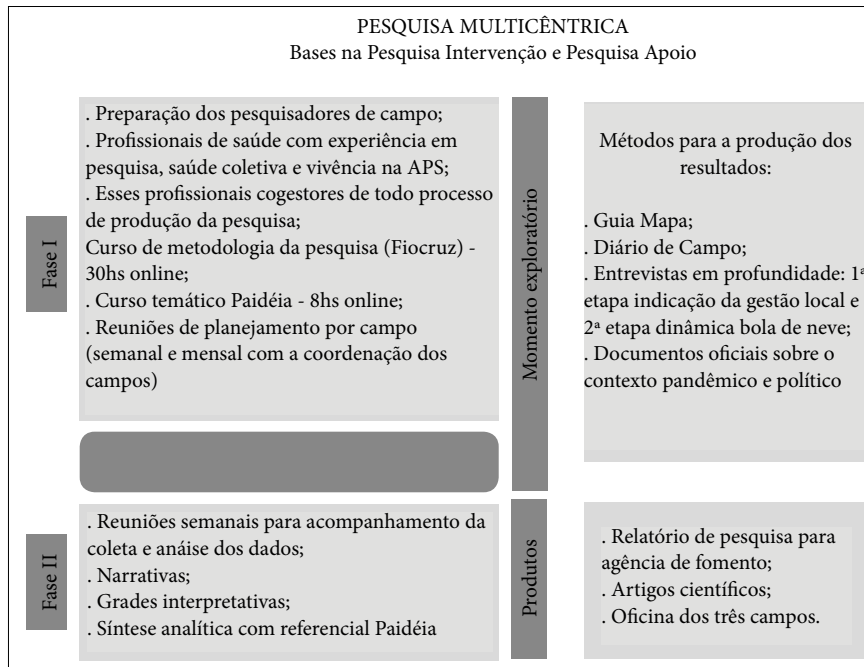 PESQUISA MULTICÊNTRICA
Bases na Pesquisa Intervenção e Pesquisa Apoio
Fase I
. Preparação dos pesquisadores de campo;
. Profissionais de saúde com experiência em
pesquisa, saúde coletiva e vivência na APS;
. Esses profissionais cogestores de todo processo
de produção da pesquisa;
Curso de metodologia da pesquisa (Fiocruz) -
30hs online;
. Curso temático Paidéia - 8hs online;
. Reuniões de planejamento por campo
(semanal e mensal com a coordenação dos
campos)
Momento exploratório
Métodos para a produção dos
resultados:
. Guia Mapa;
. Diário de Campo;
. Entrevistas em profundidade: 1ª
etapa indicação da gestão local e
2ª etapa dinâmica bola de neve;
. Documentos oficiais sobre o
contexto pandêmico e político
Fase II
. Reuniões semanais para acompanhamento da
coleta e anáise dos dados;
. Narrativas;
. Grades interpretativas;
. Síntese analítica com referencial Paidéia
Produtos
. Relatório de pesquisa para
agência de fomento;
. Artigos científicos;
. Oficina dos três campos.